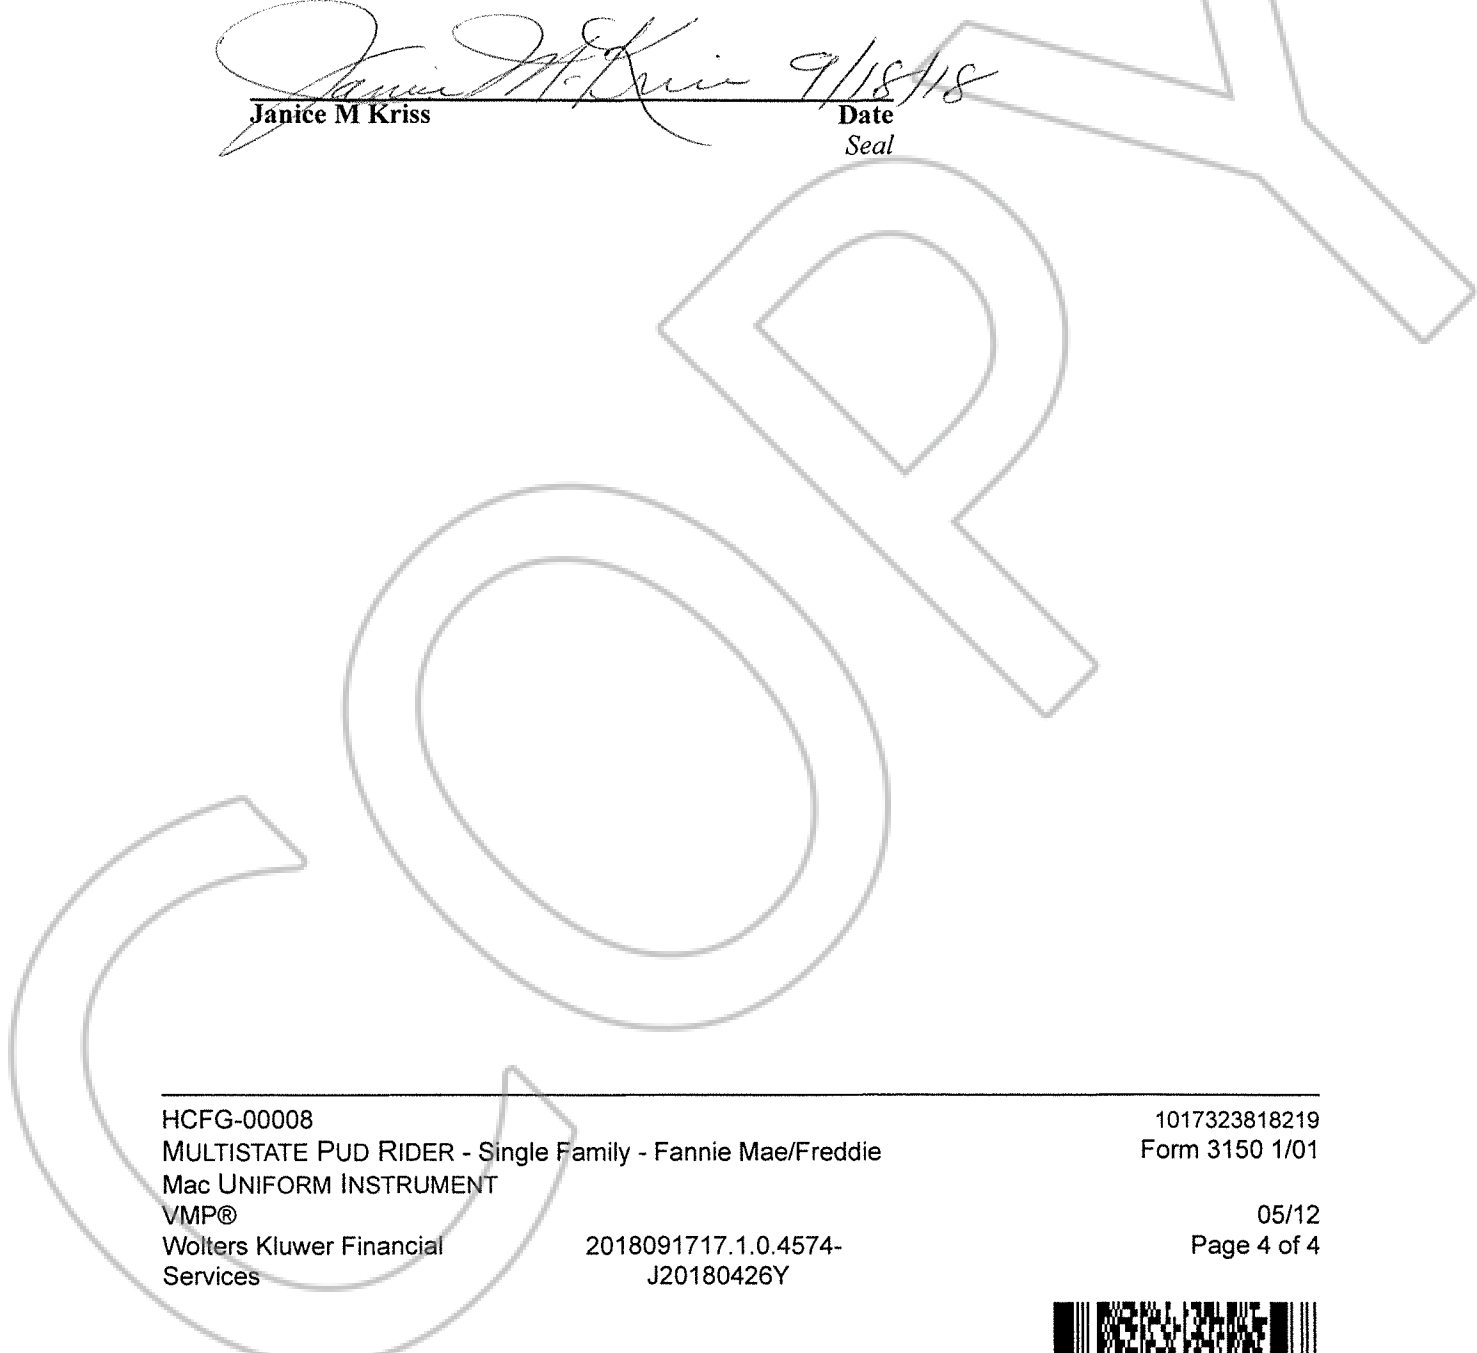 Janice M Kriss 9/18/18
Janice M Kriss Date
Seal
COPY
HCFG-00008 1017323818219
MULTISTATE PUD RIDER - Single Family - Fannie Mae/Freddie Form 3150 1/01
Mac UNIFORM INSTRUMENT
VMP® 05/12
Wolters Kluwer Financial 2018091717.1.0.4574- Page 4 of 4
Services J20180426Y